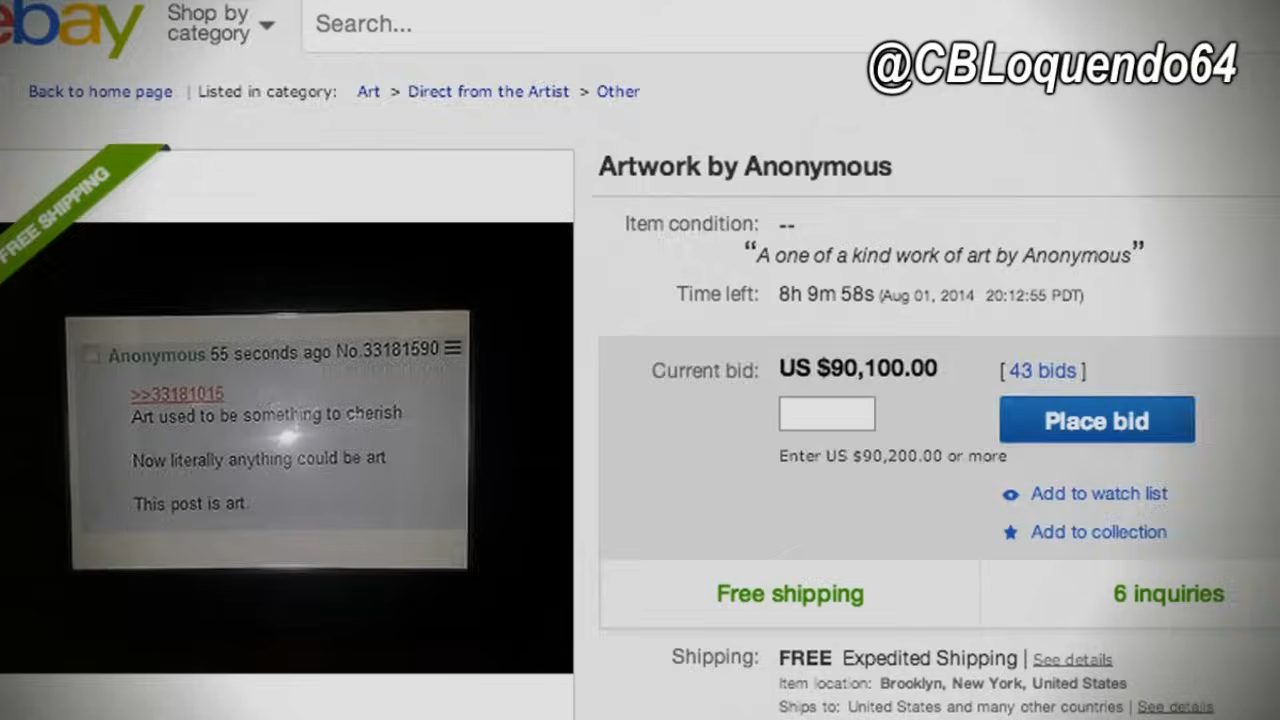 ebay
Shop by
category
Search...
@CBLoquendo64
Back to home page | Listed in category: Art > Direct from the Artist > Other
FREE SHIPPING
Anonymous 55 seconds ago No.33181590
>>33181015
Art used to be something to cherish
Now literally anything could be art
This post is art.
Artwork by Anonymous
Item condition: --
“A one of a kind work of art by Anonymous”
Time left: 8h 9m 58s (Aug 01, 2014 20:12:55 PDT)
Current bid: US $90,100.00 [ 43 bids ]
Place bid
Enter US $90,200.00 or more
Add to watch list
Add to collection
Free shipping 6 inquiries
Shipping: FREE Expedited Shipping | See details
Item location: Brooklyn, New York, United States
Ships to: United States and many other countries | See details